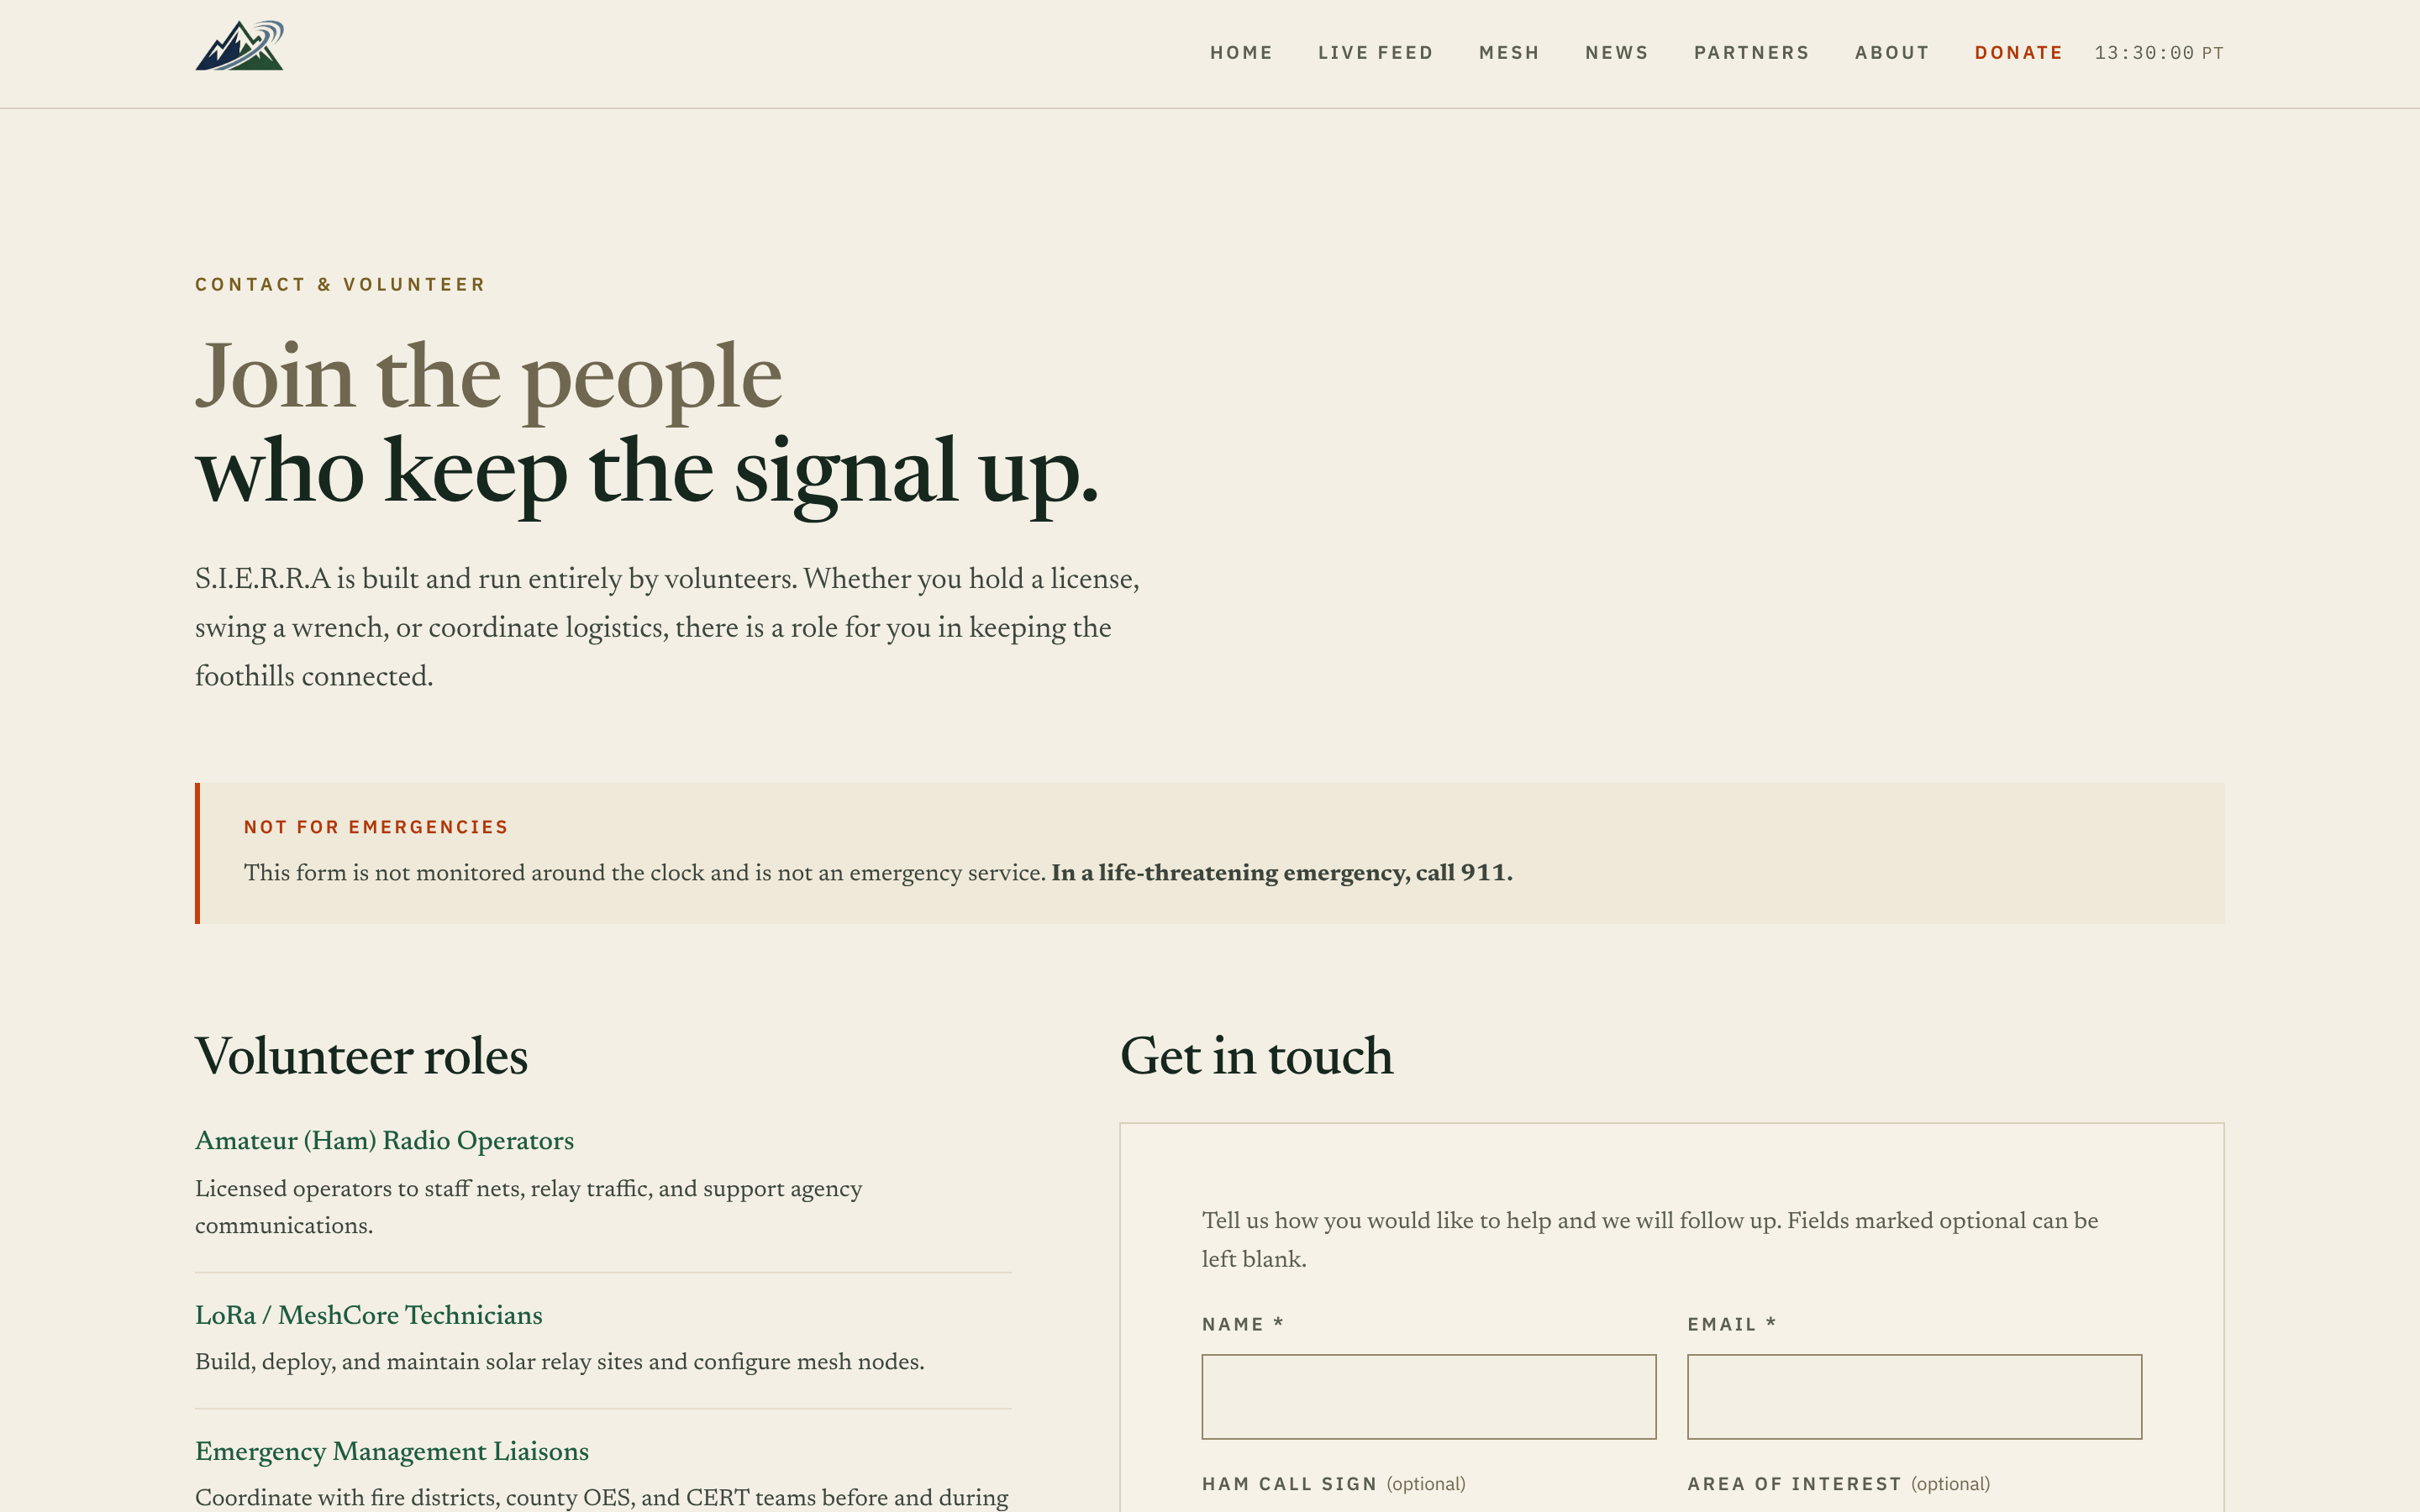 HOME LIVE FEED MESH NEWS PARTNERS ABOUT DONATE 13:30:00 PT
CONTACT & VOLUNTEER
Join the people
who keep the signal up.
S.I.E.R.R.A is built and run entirely by volunteers. Whether you hold a license,
swing a wrench, or coordinate logistics, there is a role for you in keeping the
foothills connected.
NOT FOR EMERGENCIES
This form is not monitored around the clock and is not an emergency service. In a life-threatening emergency, call 911.
Volunteer roles
Amateur (Ham) Radio Operators
Licensed operators to staff nets, relay traffic, and support agency
communications.
LoRa / MeshCore Technicians
Build, deploy, and maintain solar relay sites and configure mesh nodes.
Emergency Management Liaisons
Coordinate with fire districts, county OES, and CERT teams before and during
Get in touch
Tell us how you would like to help and we will follow up. Fields marked optional can be
left blank.
NAME * EMAIL *
HAM CALL SIGN (optional) AREA OF INTEREST (optional)